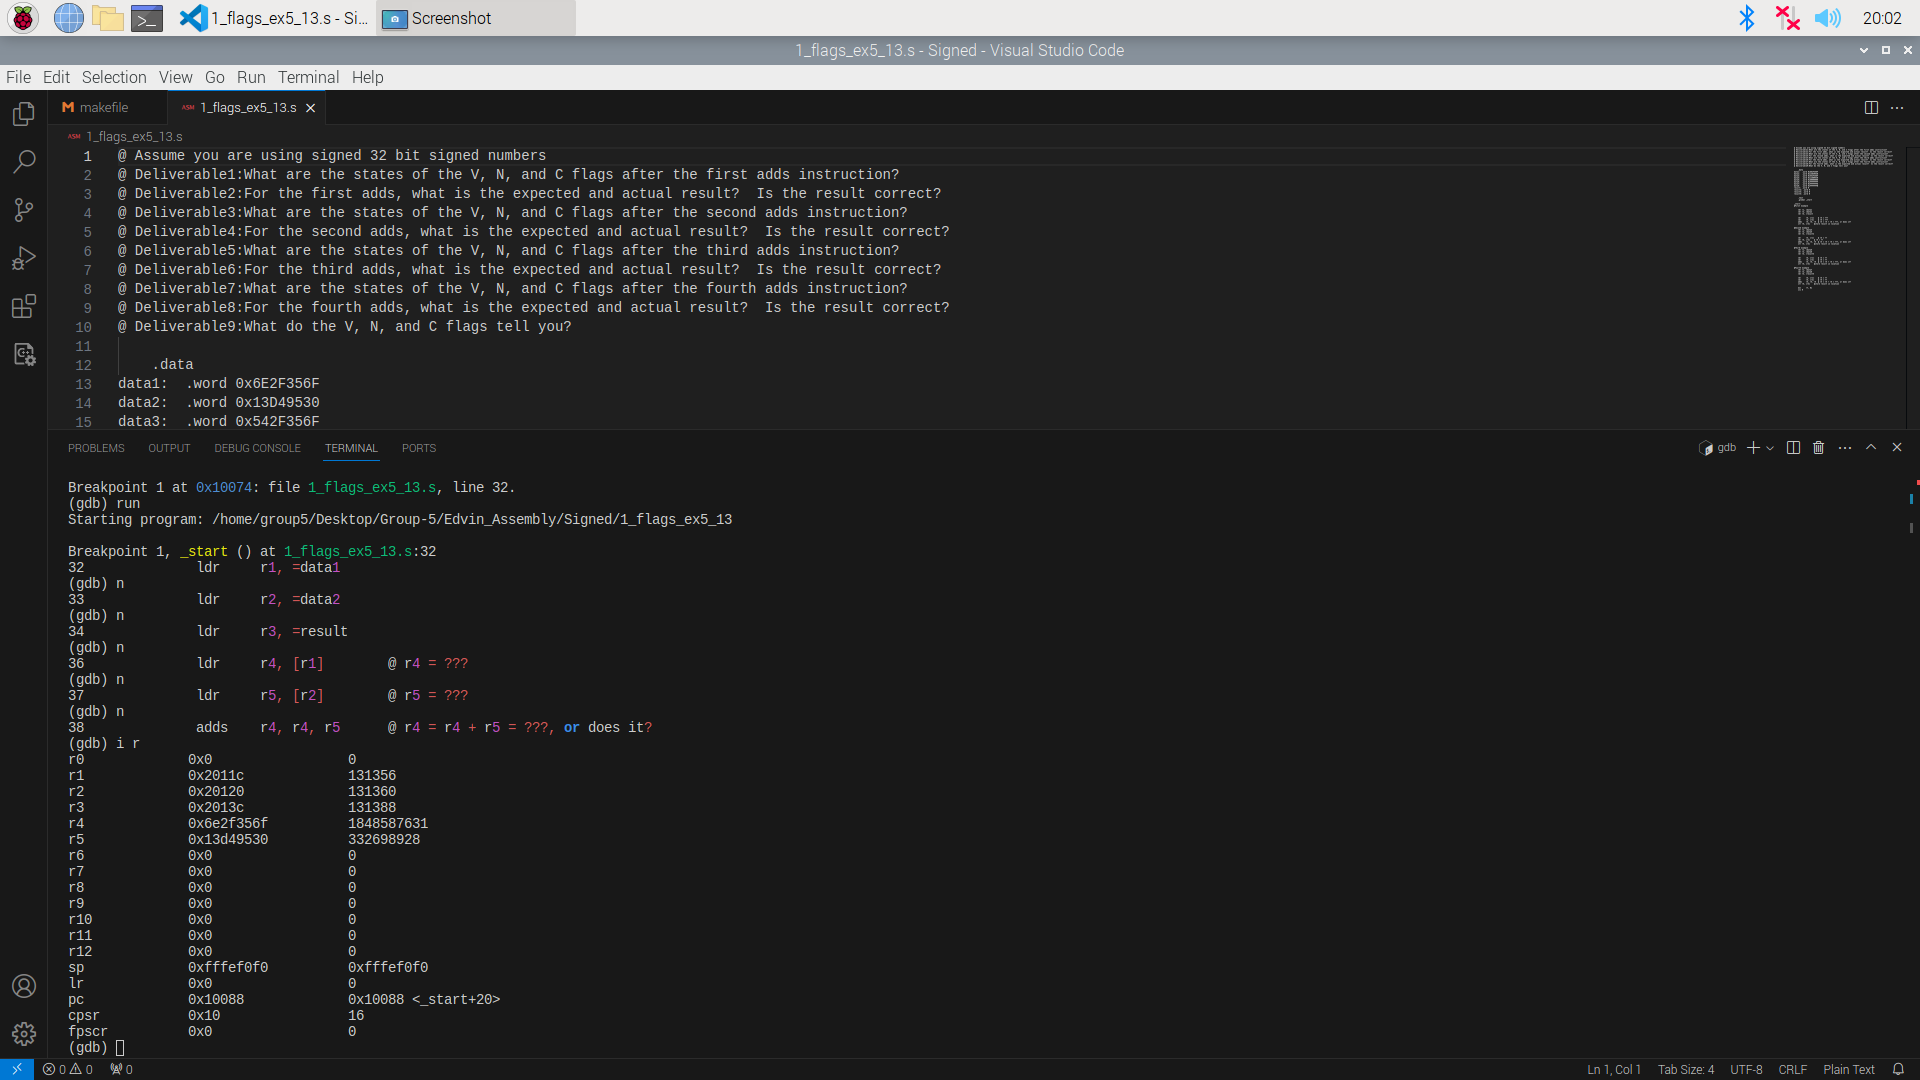 1_flags_ex5_13.s - Si...
Screenshot
20:02
1_flags_ex5_13.s - Signed - Visual Studio Code
File Edit Selection View Go Run Terminal Help
M makefile
ASM 1_flags_ex5_13.s
ASM 1_flags_ex5_13.s
1 @ Assume you are using signed 32 bit signed numbers
2 @ Deliverable1:What are the states of the V, N, and C flags after the first adds instruction?
3 @ Deliverable2:For the first adds, what is the expected and actual result?  Is the result correct?
4 @ Deliverable3:What are the states of the V, N, and C flags after the second adds instruction?
5 @ Deliverable4:For the second adds, what is the expected and actual result?  Is the result correct?
6 @ Deliverable5:What are the states of the V, N, and C flags after the third adds instruction?
7 @ Deliverable6:For the third adds, what is the expected and actual result?  Is the result correct?
8 @ Deliverable7:What are the states of the V, N, and C flags after the fourth adds instruction?
9 @ Deliverable8:For the fourth adds, what is the expected and actual result?  Is the result correct?
10 @ Deliverable9:What do the V, N, and C flags tell you?
11
12 .data
13 data1:  .word 0x6E2F356F
14 data2:  .word 0x13D49530
15 data3:  .word 0x542F356F
PROBLEMS OUTPUT DEBUG CONSOLE TERMINAL PORTS
gdb
Breakpoint 1 at 0x10074: file 1_flags_ex5_13.s, line 32.
(gdb) run
Starting program: /home/group5/Desktop/Group-5/Edvin_Assembly/Signed/1_flags_ex5_13
Breakpoint 1, _start () at 1_flags_ex5_13.s:32
32 ldr r1, =data1
(gdb) n
33 ldr r2, =data2
(gdb) n
34 ldr r3, =result
(gdb) n
36 ldr r4, [r1] @ r4 = ???
(gdb) n
37 ldr r5, [r2] @ r5 = ???
(gdb) n
38 adds r4, r4, r5 @ r4 = r4 + r5 = ???, or does it?
(gdb) i r
r0 0x0 0
r1 0x2011c 131356
r2 0x20120 131360
r3 0x2013c 131388
r4 0x6e2f356f 1848587631
r5 0x13d49530 332698928
r6 0x0 0
r7 0x0 0
r8 0x0 0
r9 0x0 0
r10 0x0 0
r11 0x0 0
r12 0x0 0
sp 0xfffef0f0 0xfffef0f0
lr 0x0 0
pc 0x10088 0x10088 <_start+20>
cpsr 0x10 16
fpscr 0x0 0
(gdb)
0 0 0
Ln 1, Col 1 Tab Size: 4 UTF-8 CRLF Plain Text